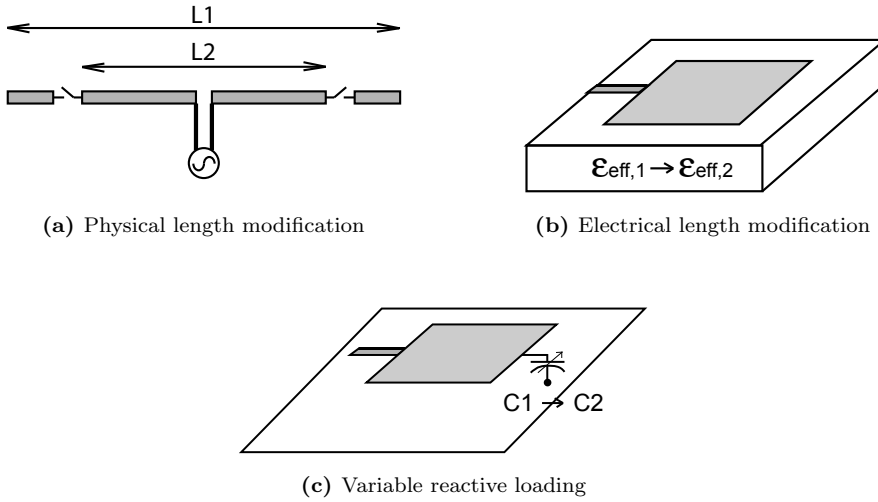 L1
L2
(a) Physical length modification
εeff,1 → εeff,2
(b) Electrical length modification
C1 → C2
(c) Variable reactive loading